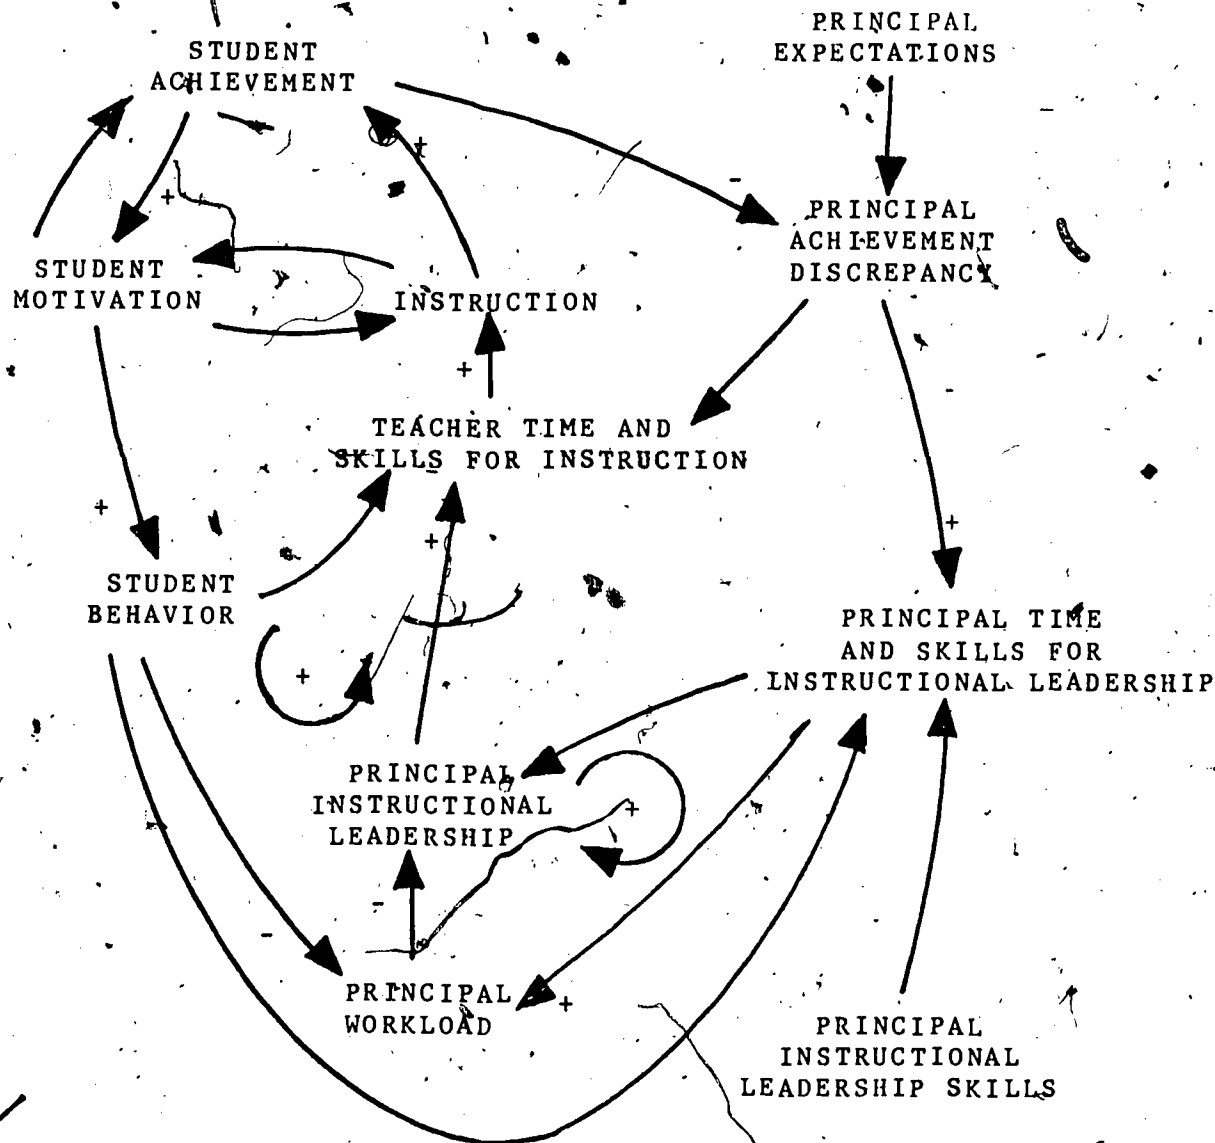 STUDENT
ACHIEVEMENT
PRINCIPAL
EXPECTATIONS
+
+
-
PRINCIPAL
ACHIEVEMENT
DISCREPANCY
STUDENT
MOTIVATION
INSTRUCTION
+
-
TEACHER TIME AND
SKILLS FOR INSTRUCTION
+
+
+
STUDENT
BEHAVIOR
PRINCIPAL TIME
AND SKILLS FOR
INSTRUCTIONAL LEADERSHIP
+
PRINCIPAL
INSTRUCTIONAL
LEADERSHIP
+
-
-
PRINCIPAL
WORKLOAD
+
PRINCIPAL
INSTRUCTIONAL
LEADERSHIP SKILLS